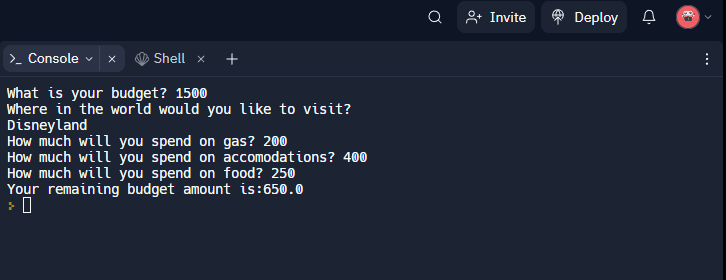 Invite
Deploy
Console
Shell
What is your budget? 1500
Where in the world would you like to visit?
Disneyland
How much will you spend on gas? 200
How much will you spend on accomodations? 400
How much will you spend on food? 250
Your remaining budget amount is:650.0